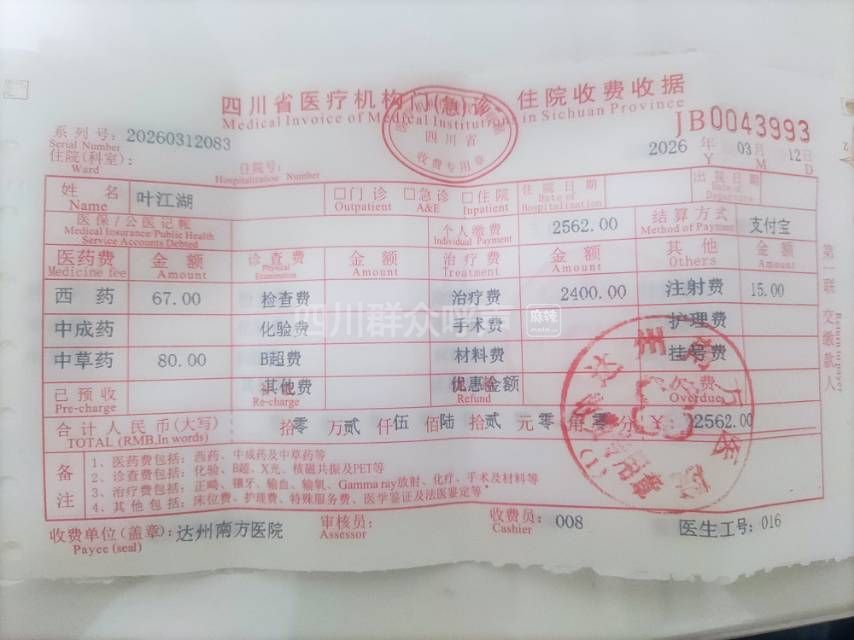 四川省医疗机构门(急)诊、住院收费收据
Medical Invoice of Medical Institutions in Sichuan Province
四川省
收费专用章
JB0043993
系列号: 20260312083
Serial Number
2026 年 03 月 12 日
Y M D
住院(科室):
Ward
住院号:
Hospitalization Number
姓名 叶江湖 □门诊 □急诊 □住院 住院日期 出院日期
Name Outpatient A&E Inpatient Date of Hospitalization Date of Departure
医保/公医记帐 个人缴费 2562.00 结算方式 支付宝
Medical Insurance/Public Health Service Accounts Debted Individual Payment Method of Payment
医药费 金额 诊查费 金额 治疗费 金额 其他 金额
Medicine fee Amount Physical Examination Amount Treatment Amount Others Amount
西药 67.00 检查费 治疗费 2400.00 注射费 15.00
中成药 化验费 手术费 护理费
中草药 80.00 B超费 材料费 挂号费
已预收 其他费 优惠金额 欠费
Pre-charge Re-charge Refund Overdue
合计人民币(大写) 拾零 万贰 仟伍 佰陆 拾贰 元零 角零 分 ¥: 2562.00
TOTAL (RMB.In words)
备注
1、医药费包括: 西药、中成药及中草药等
2、诊查费包括: 化验、B超、X光、核磁共振及PET等
3、治疗费包括: 正畸、镶牙、输血、输氧、Gamma ray放射、化疗、手术及材料等
4、其他包括: 床位费、护理费、特殊服务费、医学鉴证及法医鉴定等
收费单位(盖章): 达州南方医院 审核员: 收费员: 008 医生工号: 016
Payee (seal) Assessor Cashier
第一联 交缴款人
四川群众呼声